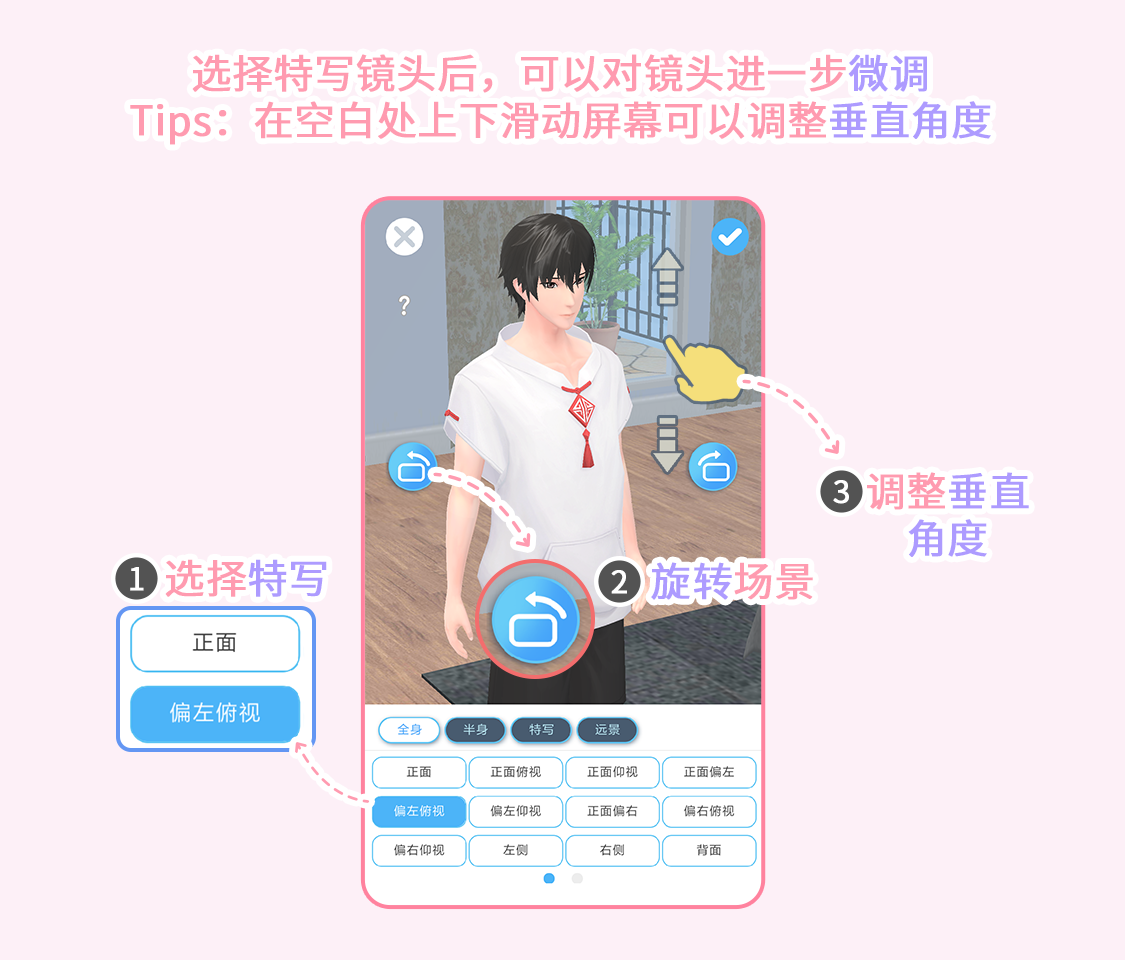 选择特写镜头后，可以对镜头进一步微调
Tips：在空白处上下滑动屏幕可以调整垂直角度
?
3 调整垂直
角度
1 选择特写
正面
偏左俯视
2 旋转场景
全身 半身 特写 远景
正面 正面俯视 正面仰视 正面偏左
偏左俯视 偏左仰视 正面偏右 偏右俯视
偏右仰视 左侧 右侧 背面